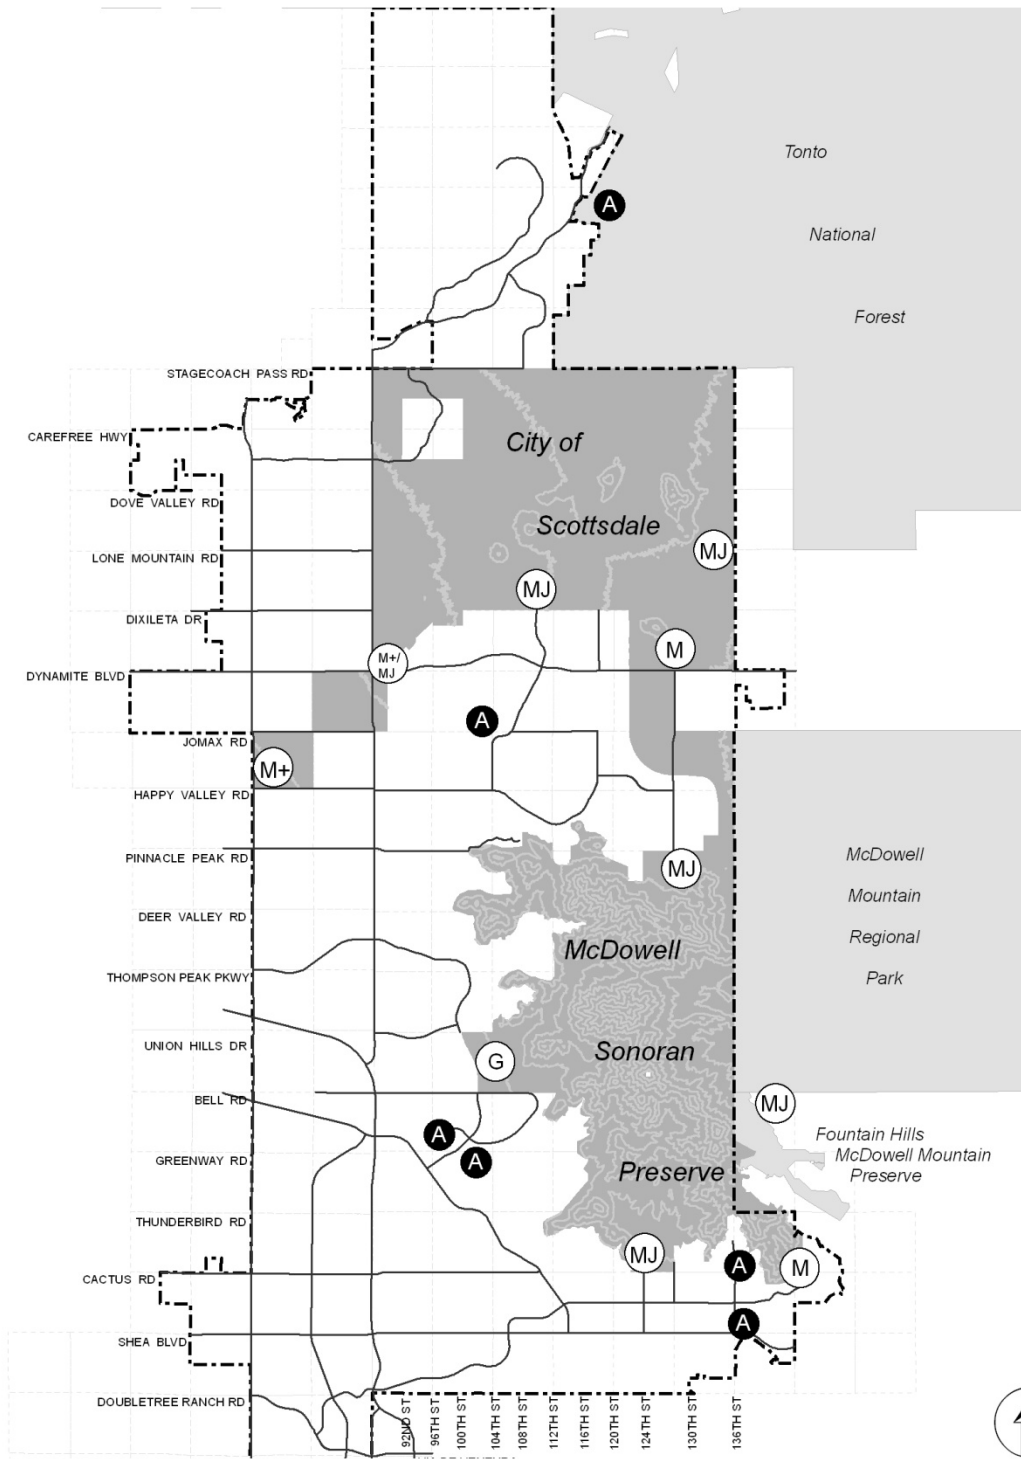 Tonto
A
National
Forest
STAGECOACH PASS RD
CAREFREE HWY
City of
DOVE VALLEY RD
Scottsdale
LONE MOUNTAIN RD
MJ
MJ
DIXILETA DR
M
M+/
MJ
DYNAMITE BLVD
A
JOMAX RD
M+
HAPPY VALLEY RD
PINNACLE PEAK RD
MJ
McDowell
Mountain
Regional
Park
DEER VALLEY RD
McDowell
THOMPSON PEAK PKWY
UNION HILLS DR
Sonoran
G
BELL RD
MJ
A
Fountain Hills
McDowell Mountain
Preserve
GREENWAY RD
A
Preserve
THUNDERBIRD RD
MJ
A
M
CACTUS RD
A
SHEA BLVD
DOUBLETREE RANCH RD
92ND ST
96TH ST
100TH ST
104TH ST
108TH ST
112TH ST
116TH ST
120TH ST
124TH ST
130TH ST
136TH ST